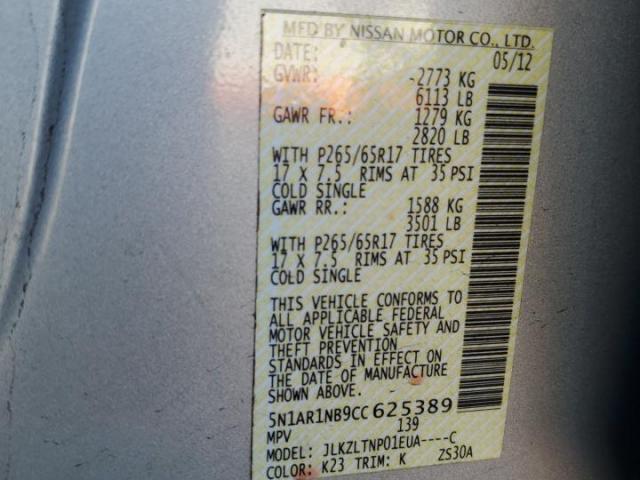 MFD BY NISSAN MOTOR CO., LTD.
DATE: 05/12
GVWR: -2773 KG
6113 LB
GAWR FR.: 1279 KG
2820 LB
WITH P265/65R17 TIRES
17 X 7.5 RIMS AT 35 PSI
COLD SINGLE
GAWR RR.: 1588 KG
3501 LB
WITH P265/65R17 TIRES
17 X 7.5 RIMS AT 35 PSI
COLD SINGLE
THIS VEHICLE CONFORMS TO
ALL APPLICABLE FEDERAL
MOTOR VEHICLE SAFETY AND
THEFT PREVENTION
STANDARDS IN EFFECT ON
THE DATE OF MANUFACTURE
SHOWN ABOVE.
5N1AR1NB9CC625389
MPV 139
MODEL: JLKZLTNP01EUA----C
COLOR: K23 TRIM: K ZS30A